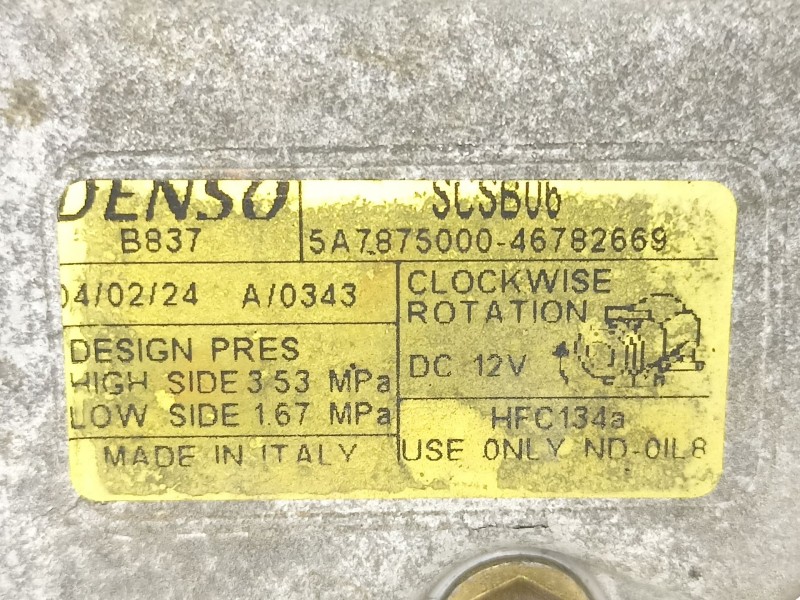 DENSO
SCSB06
B837
5A7875000-46782669
04/02/24 A/0343
CLOCKWISE
ROTATION
DESIGN PRES
HIGH SIDE 3.53 MPa
DC 12V
LOW SIDE 1.67 MPa
HFC134a
MADE IN ITALY
USE ONLY ND-OIL8